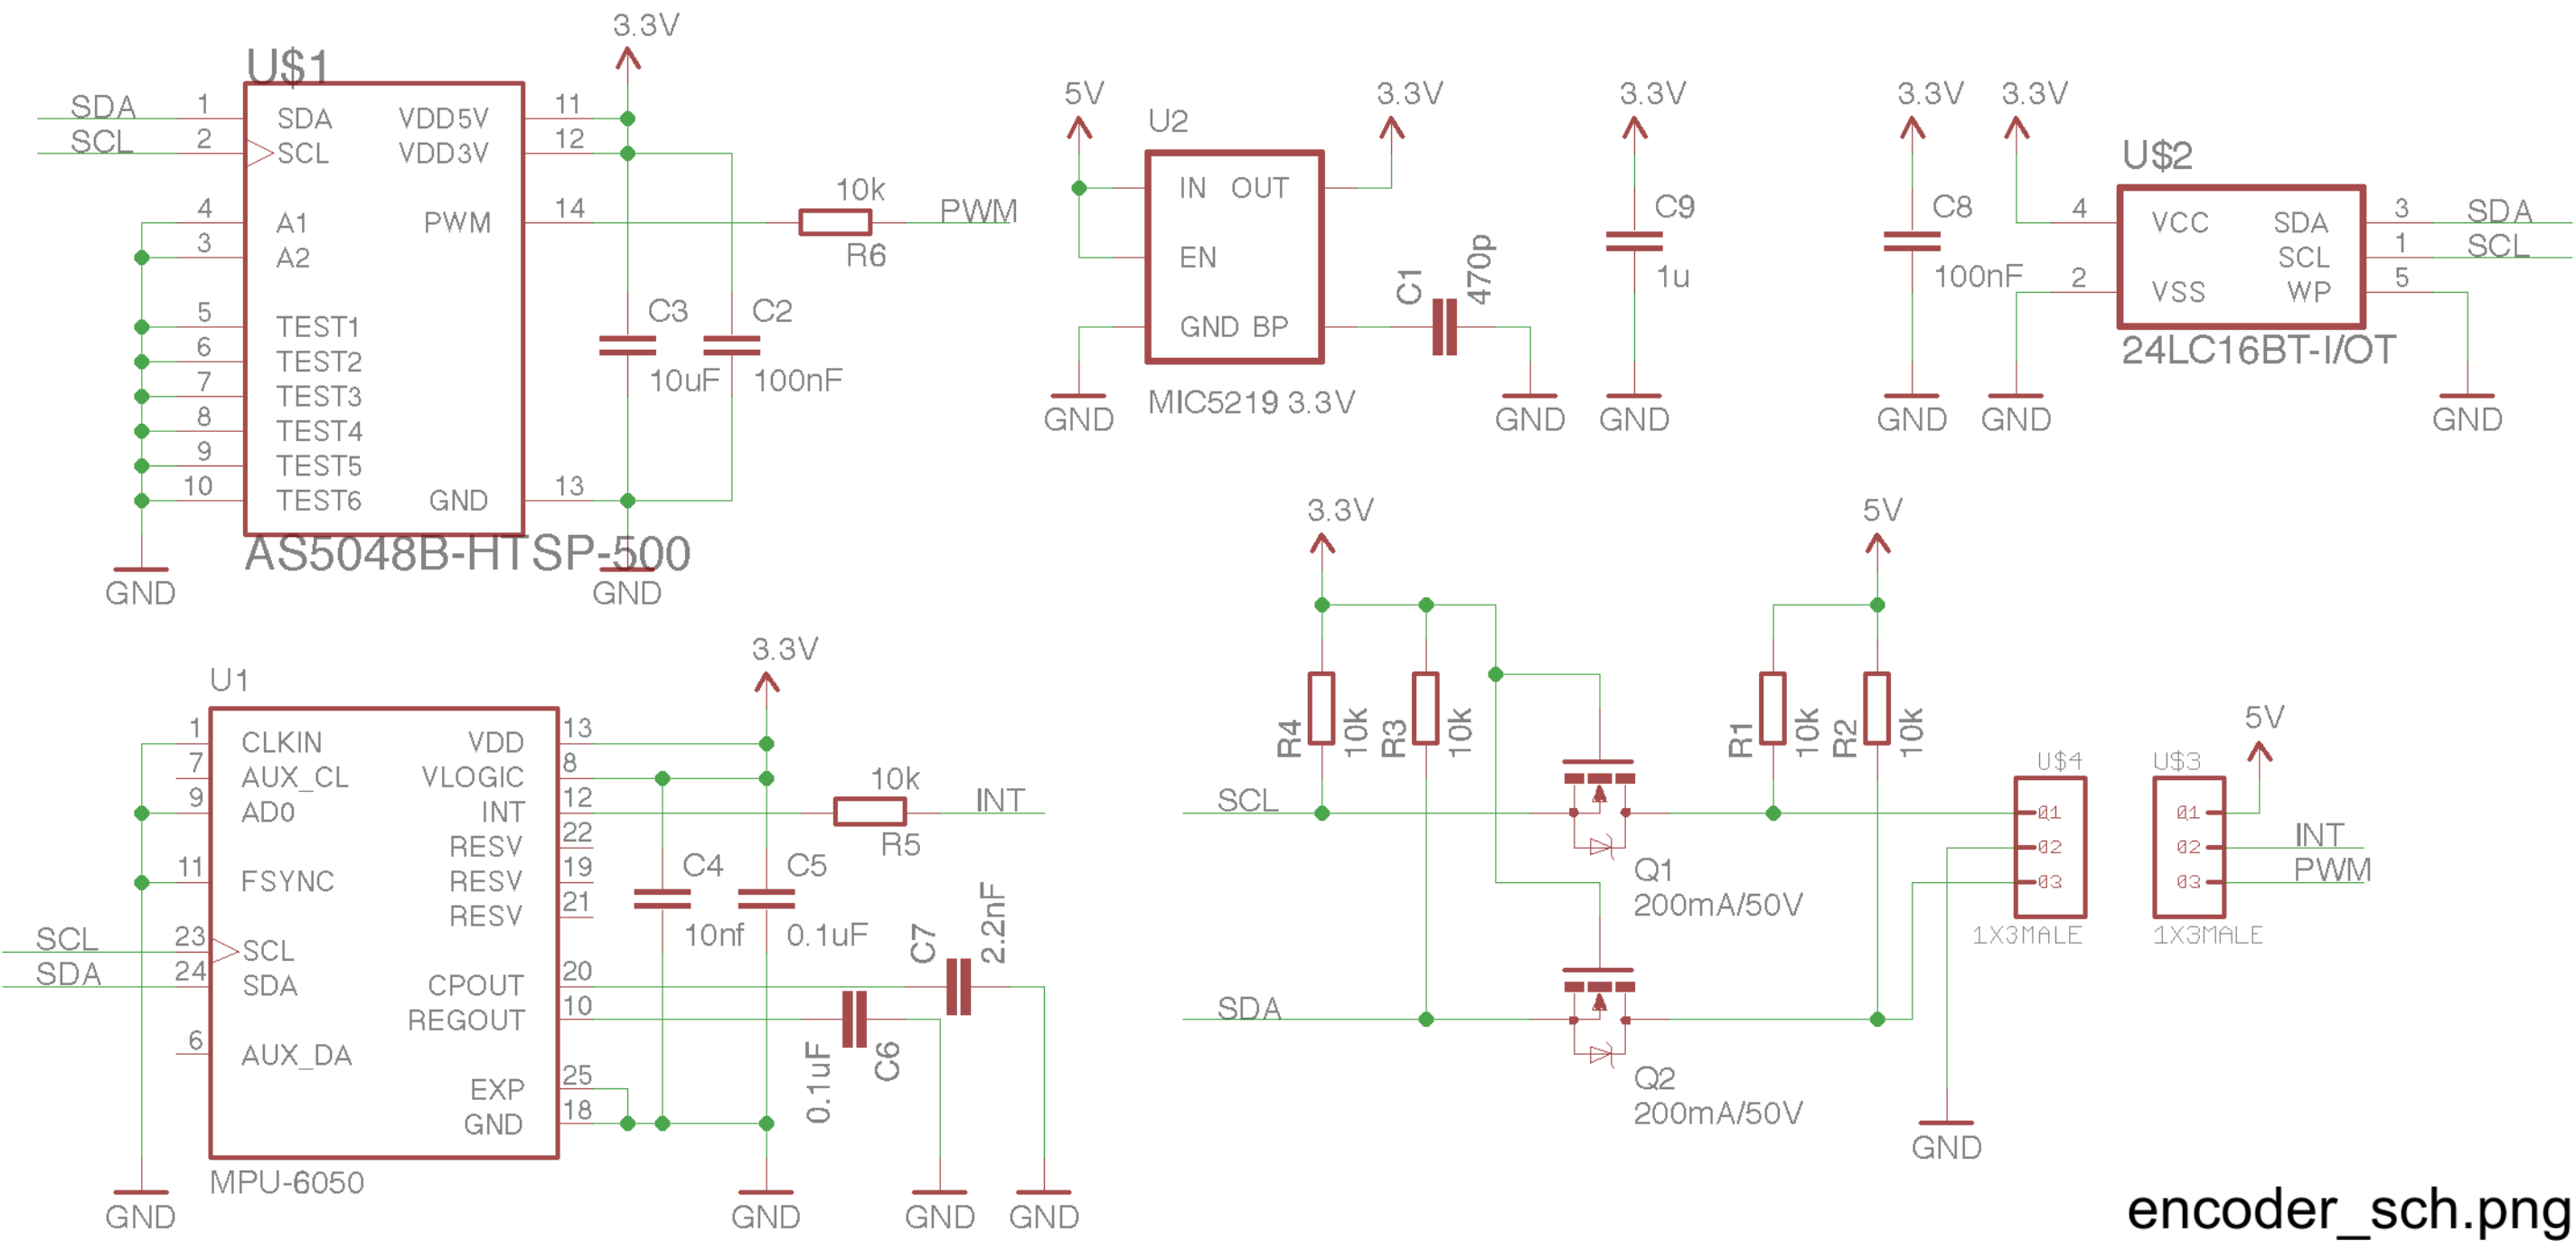 3.3V
U$1
SDA 1 SDA VDD5V 11
SCL 2 SCL VDD3V 12
4 A1 PWM 14
10k
R6
PWM
3 A2
5 TEST1
6 TEST2
7 TEST3
8 TEST4
9 TEST5
10 TEST6 GND 13
C3
10uF
C2
100nF
AS5048B-HTSP-500
GND
GND
5V
U2
3.3V
IN OUT
EN
GND BP
C1
470p
MIC5219 3.3V
GND
GND
3.3V
C9
1u
GND
3.3V
C8
100nF
GND
3.3V
U$2
4 VCC SDA 3 SDA
SCL 1 SCL
2 VSS WP 5
24LC16BT-I/OT
GND
GND
3.3V
U1
1 CLKIN VDD 13
7 AUX_CL VLOGIC 8
9 AD0 INT 12
10k
R5
INT
RESV 22
11 FSYNC RESV 19
RESV 21
SCL 23 SCL
SDA 24 SDA CPOUT 20
REGOUT 10
6 AUX_DA
EXP 25
GND 18
C4
10nf
C5
0.1uF
C7
2.2nF
0.1uF
C6
MPU-6050
GND
GND
GND
GND
3.3V
5V
R4
10k
R3
10k
R1
10k
R2
10k
SCL
Q1
200mA/50V
SDA
Q2
200mA/50V
U$4
01
02
03
1X3MALE
GND
U$3
5V
01
02 INT
03 PWM
1X3MALE
encoder_sch.png